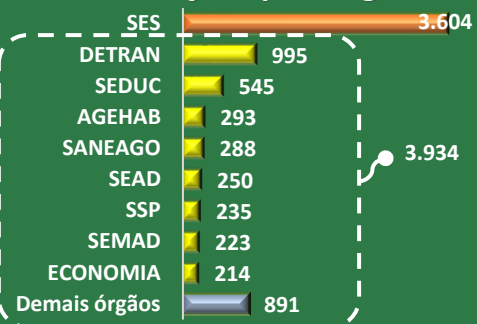 SES 3.604
DETRAN 995
SEDUC 545
AGEHAB 293
SANEAGO 288
3.934
SEAD 250
SSP 235
SEMAD 223
ECONOMIA 214
Demais órgãos 891